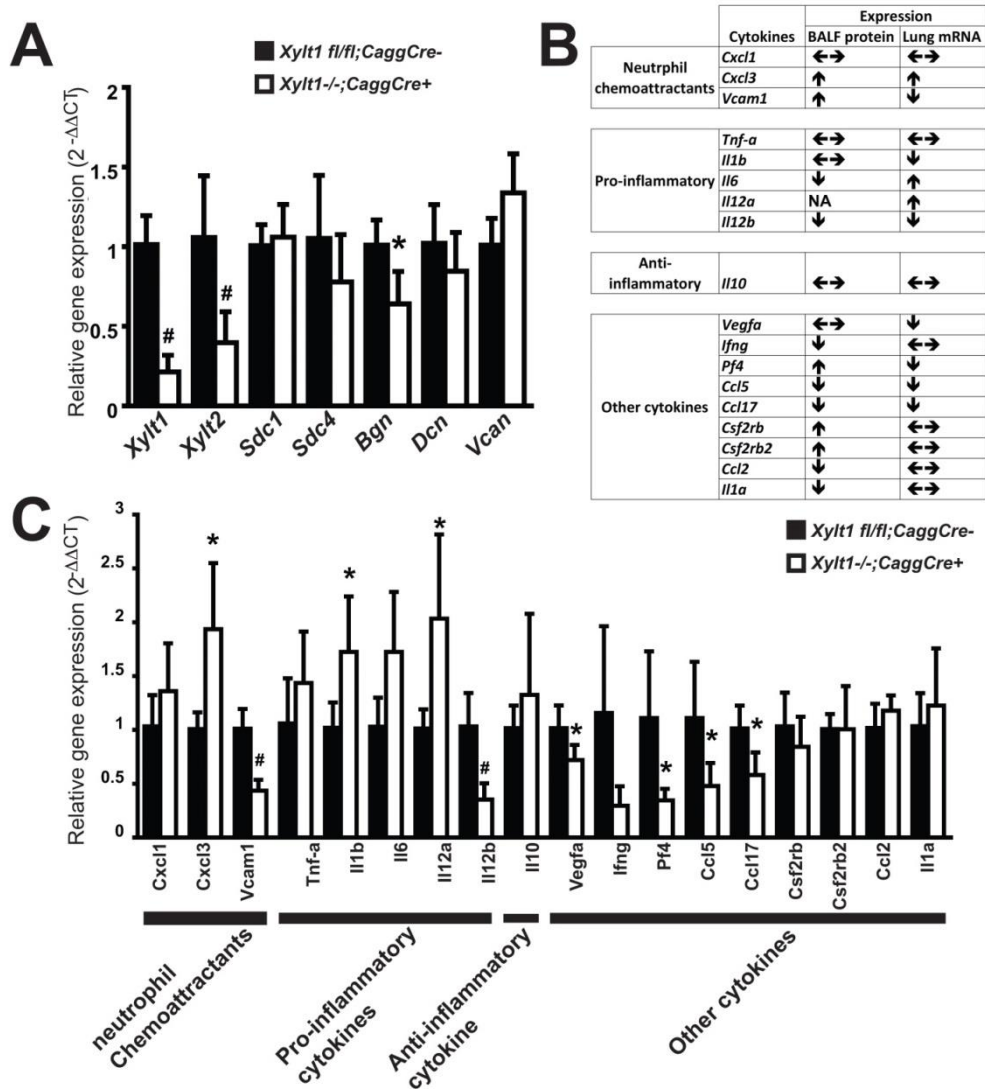 A
Xylt1 fl/fl;CaggCre-
Xylt1-/-;CaggCre+
Relative gene expression (2-ΔΔCT)
2
1.5
1
0.5
0
#
#
*
Xylt1
Xylt2
Sdc1
Sdc4
Bgn
Dcn
Vcan
B
Expression
Cytokines BALF protein Lung mRNA
Neutrphil chemoattractants
Cxcl1 ↔ ↔
Cxcl3 ↑ ↑
Vcam1 ↑ ↓
Pro-inflammatory
Tnf-a ↔ ↔
Il1b ↔ ↓
Il6 ↓ ↑
Il12a NA ↑
Il12b ↓ ↓
Anti-
inflammatory
Il10 ↔ ↔
Other cytokines
Vegfa ↔ ↓
Ifng ↓ ↔
Pf4 ↑ ↓
Ccl5 ↓ ↓
Ccl17 ↓ ↓
Csf2rb ↑ ↔
Csf2rb2 ↑ ↔
Ccl2 ↓ ↔
Il1a ↓ ↔
C
Xylt1 fl/fl;CaggCre-
Xylt1-/-;CaggCre+
Relative gene expression (2-ΔΔCT)
3
2.5
2
1.5
1
0.5
0
*
#
*
*
#
*
*
*
*
Cxcl1
Cxcl3
Vcam1
Tnf-a
Il1b
Il6
Il12a
Il12b
Il10
Vegfa
Ifng
Pf4
Ccl5
Ccl17
Csf2rb
Csf2rb2
Ccl2
Il1a
neutrophil
Chemoattractants
Pro-inflammatory
cytokines
Anti-inflammatory
cytokine
Other cytokines